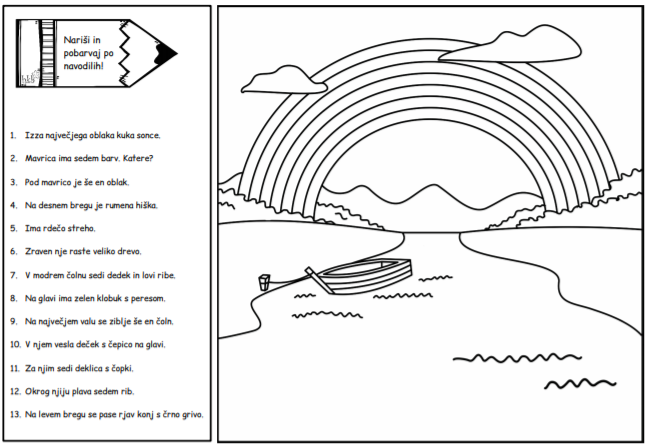 Nariši in
pobarvaj po
navodilih!
1. Izza največjega oblaka kuka sonce.
2. Mavrica ima sedem barv. Katere?
3. Pod mavrico je še en oblak.
4. Na desnem bregu je rumena hiška.
5. Ima rdečo streho.
6. Zraven nje raste veliko drevo.
7. V modrem čolnu sedi dedek in lovi ribe.
8. Na glavi ima zelen klobuk s peresom.
9. Na največjem valu se ziblje še en čoln.
10. V njem vesla deček s čepico na glavi.
11. Za njim sedi deklica s čopki.
12. Okrog njiju plava sedem rib.
13. Na levem bregu se pase rjav konj s črno grivo.